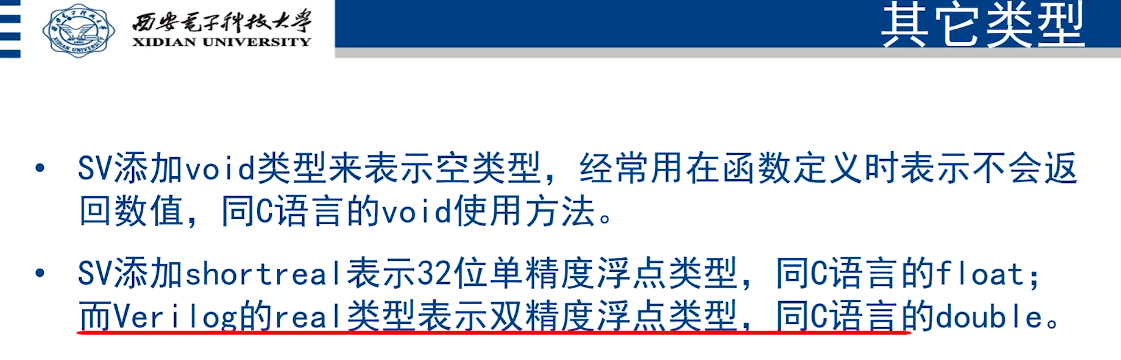 西安电子科技大学
XIDIAN UNIVERSITY
其它类型
• SV添加void类型来表示空类型，经常用在函数定义时表示不会返
回数值，同C语言的void使用方法。
• SV添加shortreal表示32位单精度浮点类型，同C语言的float；
而Verilog的real类型表示双精度浮点类型，同C语言的double。